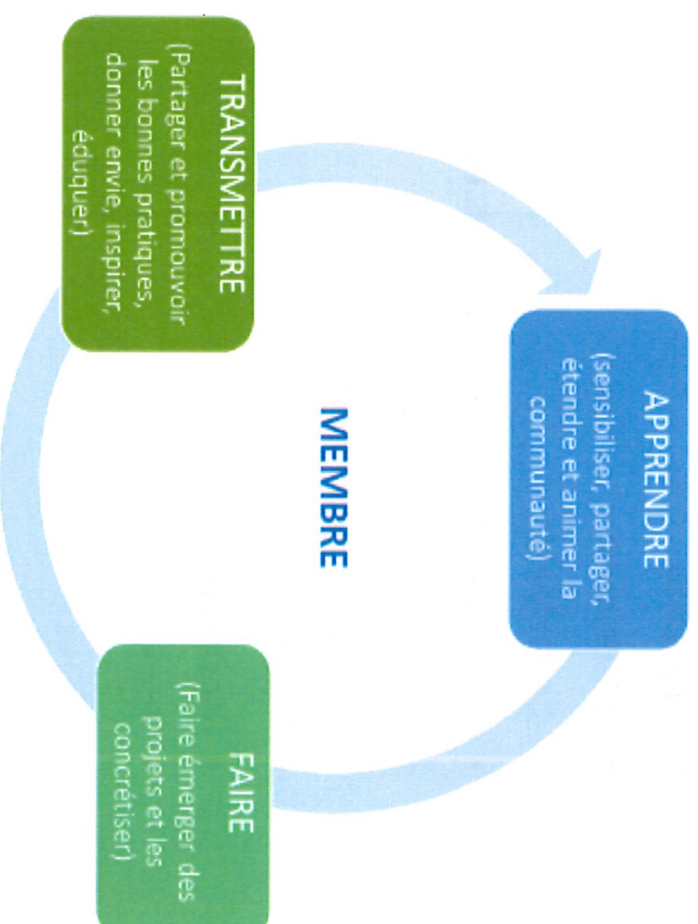 APPRENDRE
(sensibiliser, partager,
étendre et animer la
communauté)
MEMBRE
FAIRE
(Faire émerger des
projets et les
concrétiser)
TRANSMETTRE
(Partager et promouvoir
les bonnes pratiques,
donner envie, inspirer,
éduquer)